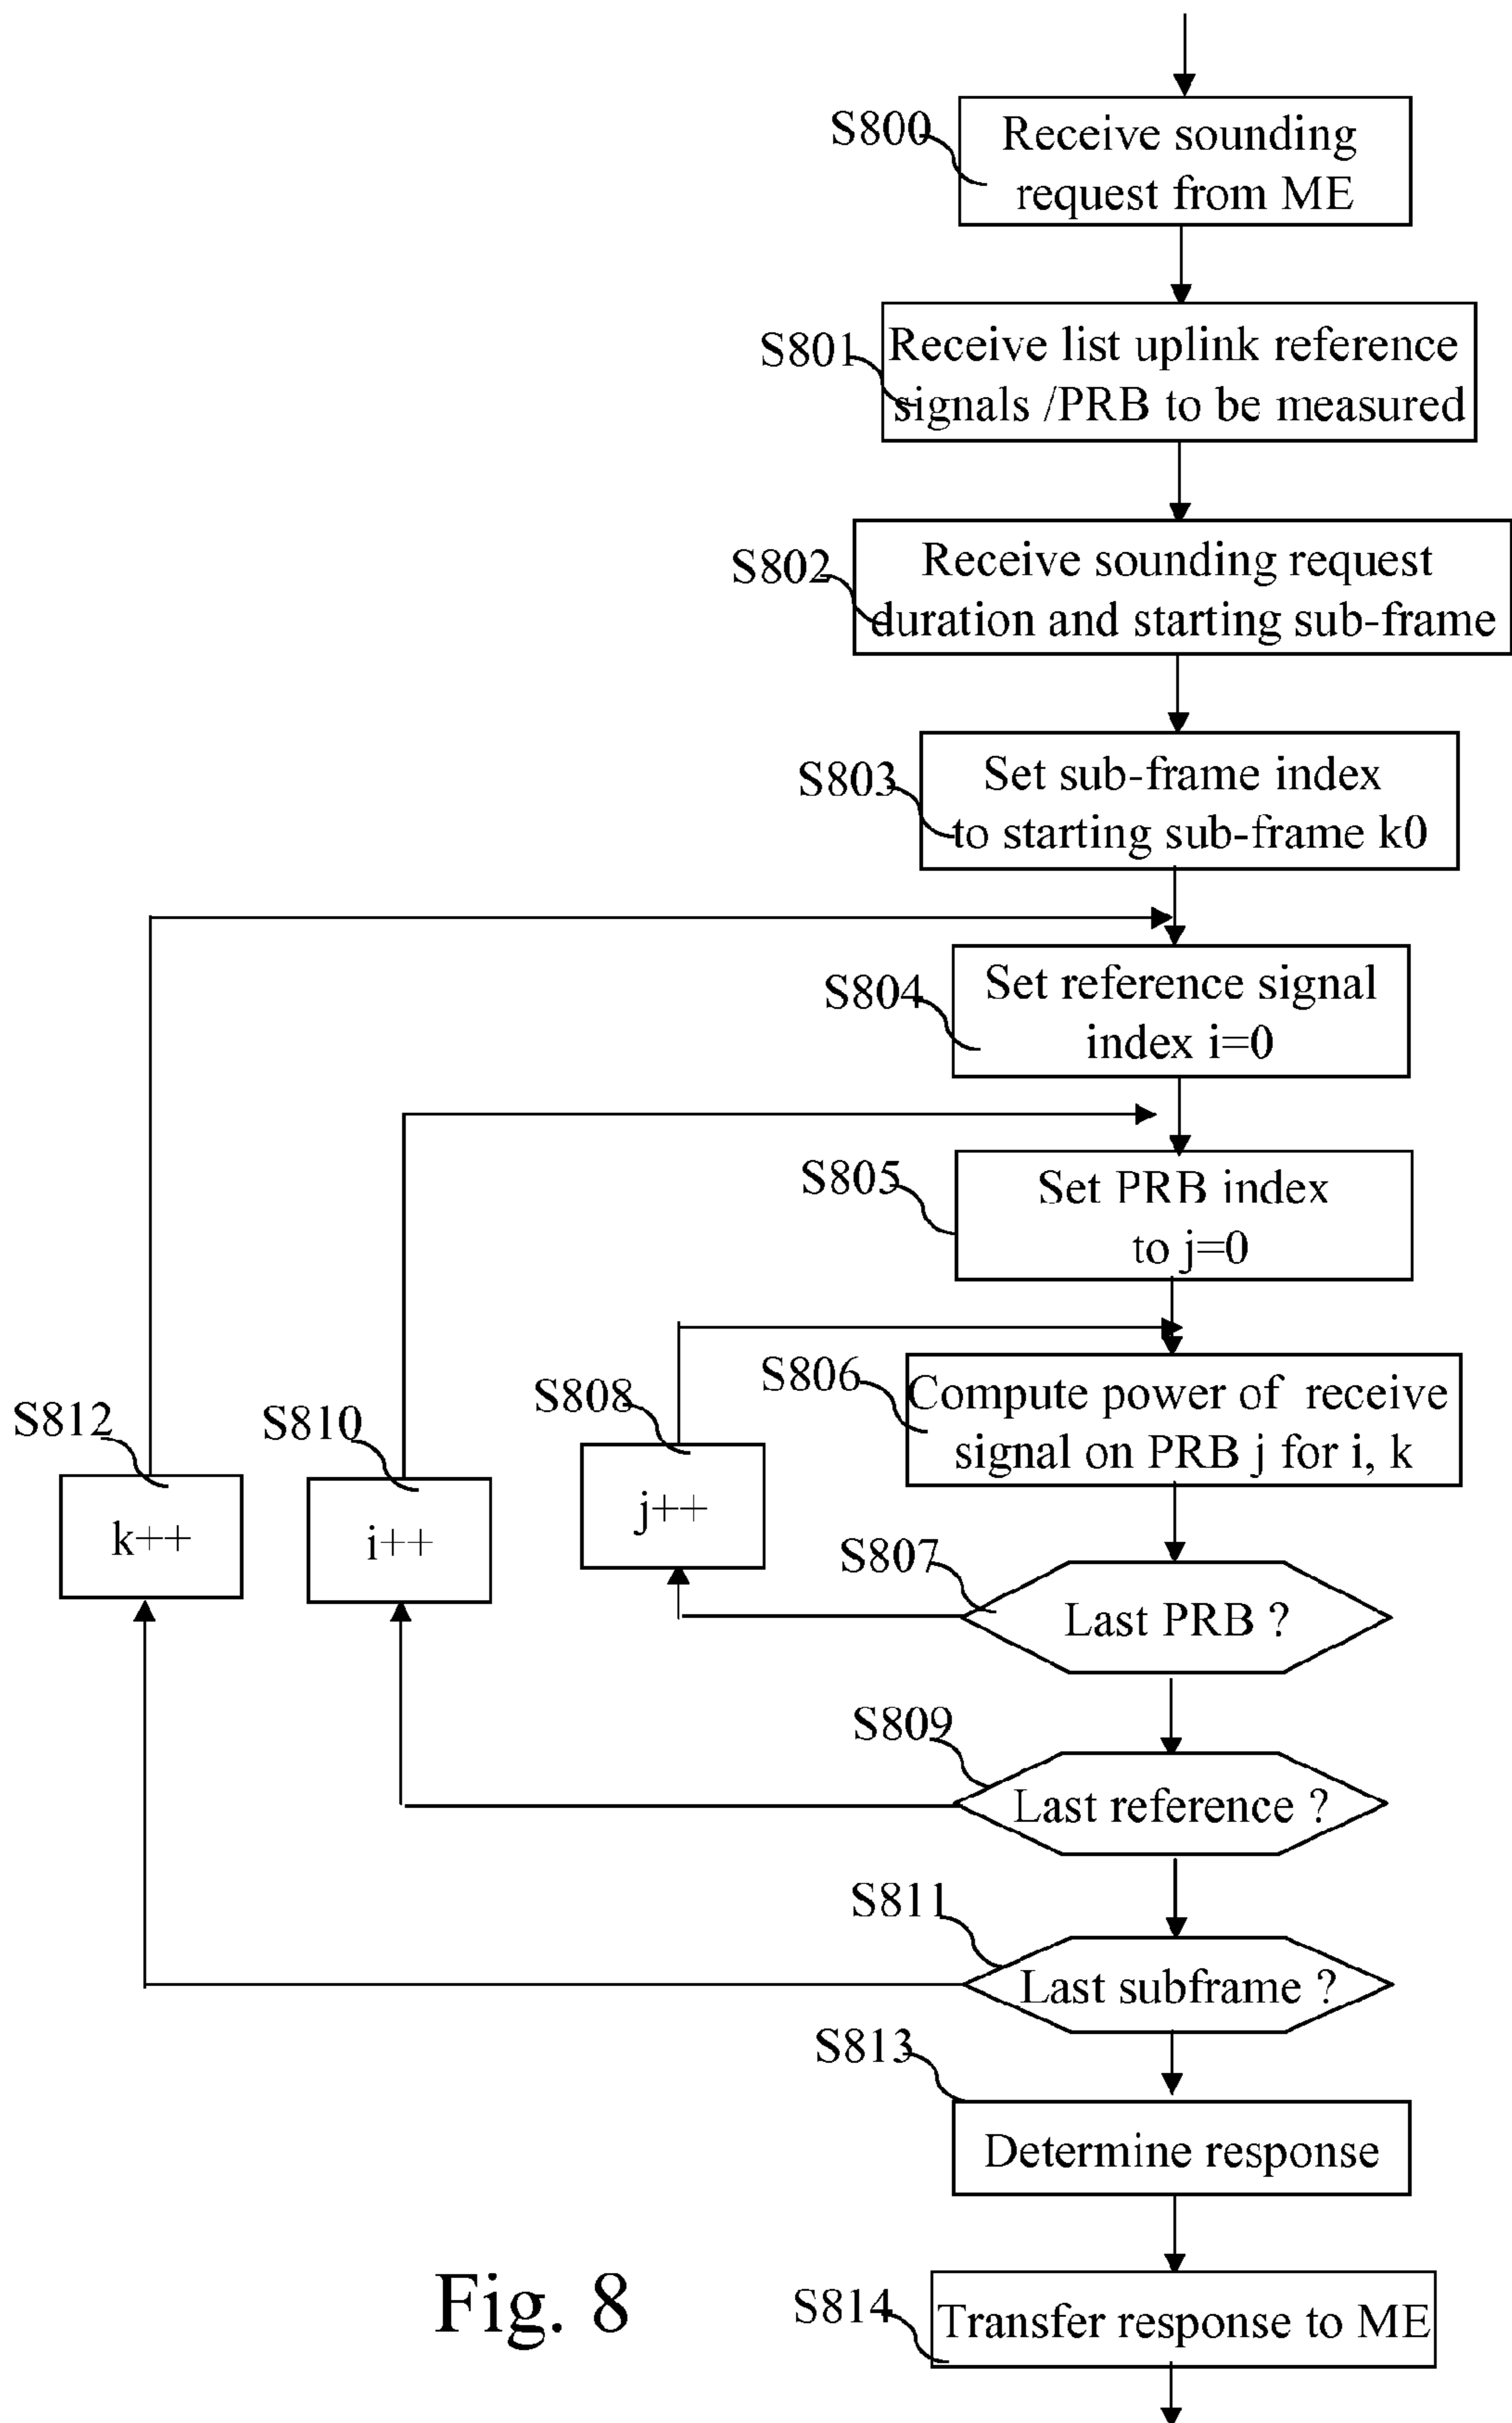 S800
Receive sounding
request from ME
S801
Receive list uplink reference
signals /PRB to be measured
S802
Receive sounding request
duration and starting sub-frame
S803
Set sub-frame index
to starting sub-frame k0
S804
Set reference signal
index i=0
S805
Set PRB index
to j=0
S806
Compute power of receive
signal on PRB j for i, k
S812
k++
S810
i++
S808
j++
S807
Last PRB ?
S809
Last reference ?
S811
Last subframe ?
S813
Determine response
S814
Transfer response to ME
Fig. 8